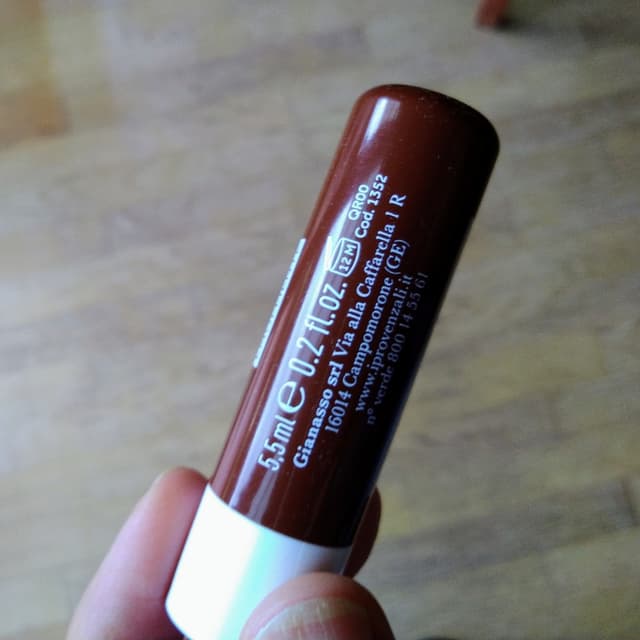 5,5ml e 0.2 fl.oz. 12M
QR00
Cod. 1352
Gianasso srl Via alla Caffarella 1 R
16014 Campomorone (GE)
www.iprovenzali.it
n° verde 800 14 55 61